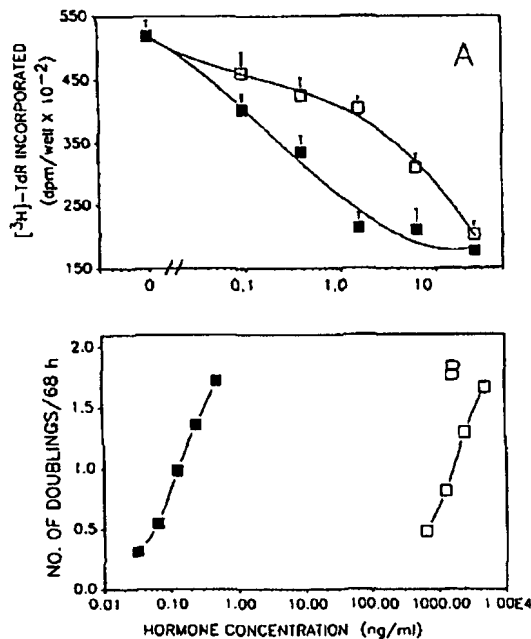 [³H]-TdR INCORPORATED
(dpm/well X 10⁻²)
550
450
350
250
150
A
0
0.1
1.0
10
NO. OF DOUBLINGS/68 h
2.0
1.5
1.0
0.5
0.0
B
0.01
0.10
1.00
10.00
100.00
1000.00
1 00E4
HORMONE CONCENTRATION (ng/ml)